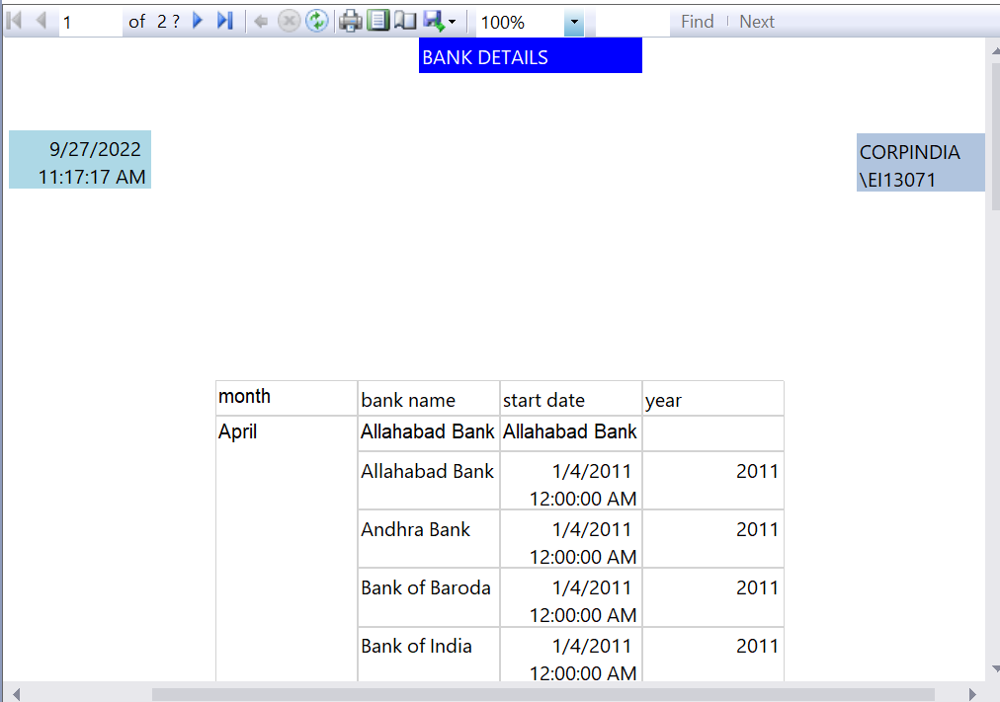 1 of 2 ? 100% Find Next
BANK DETAILS
9/27/2022
11:17:17 AM
CORPINDIA
\EI13071
month bank name start date year
April Allahabad Bank Allahabad Bank
Allahabad Bank 1/4/2011 2011
12:00:00 AM
Andhra Bank 1/4/2011 2011
12:00:00 AM
Bank of Baroda 1/4/2011 2011
12:00:00 AM
Bank of India 1/4/2011 2011
12:00:00 AM